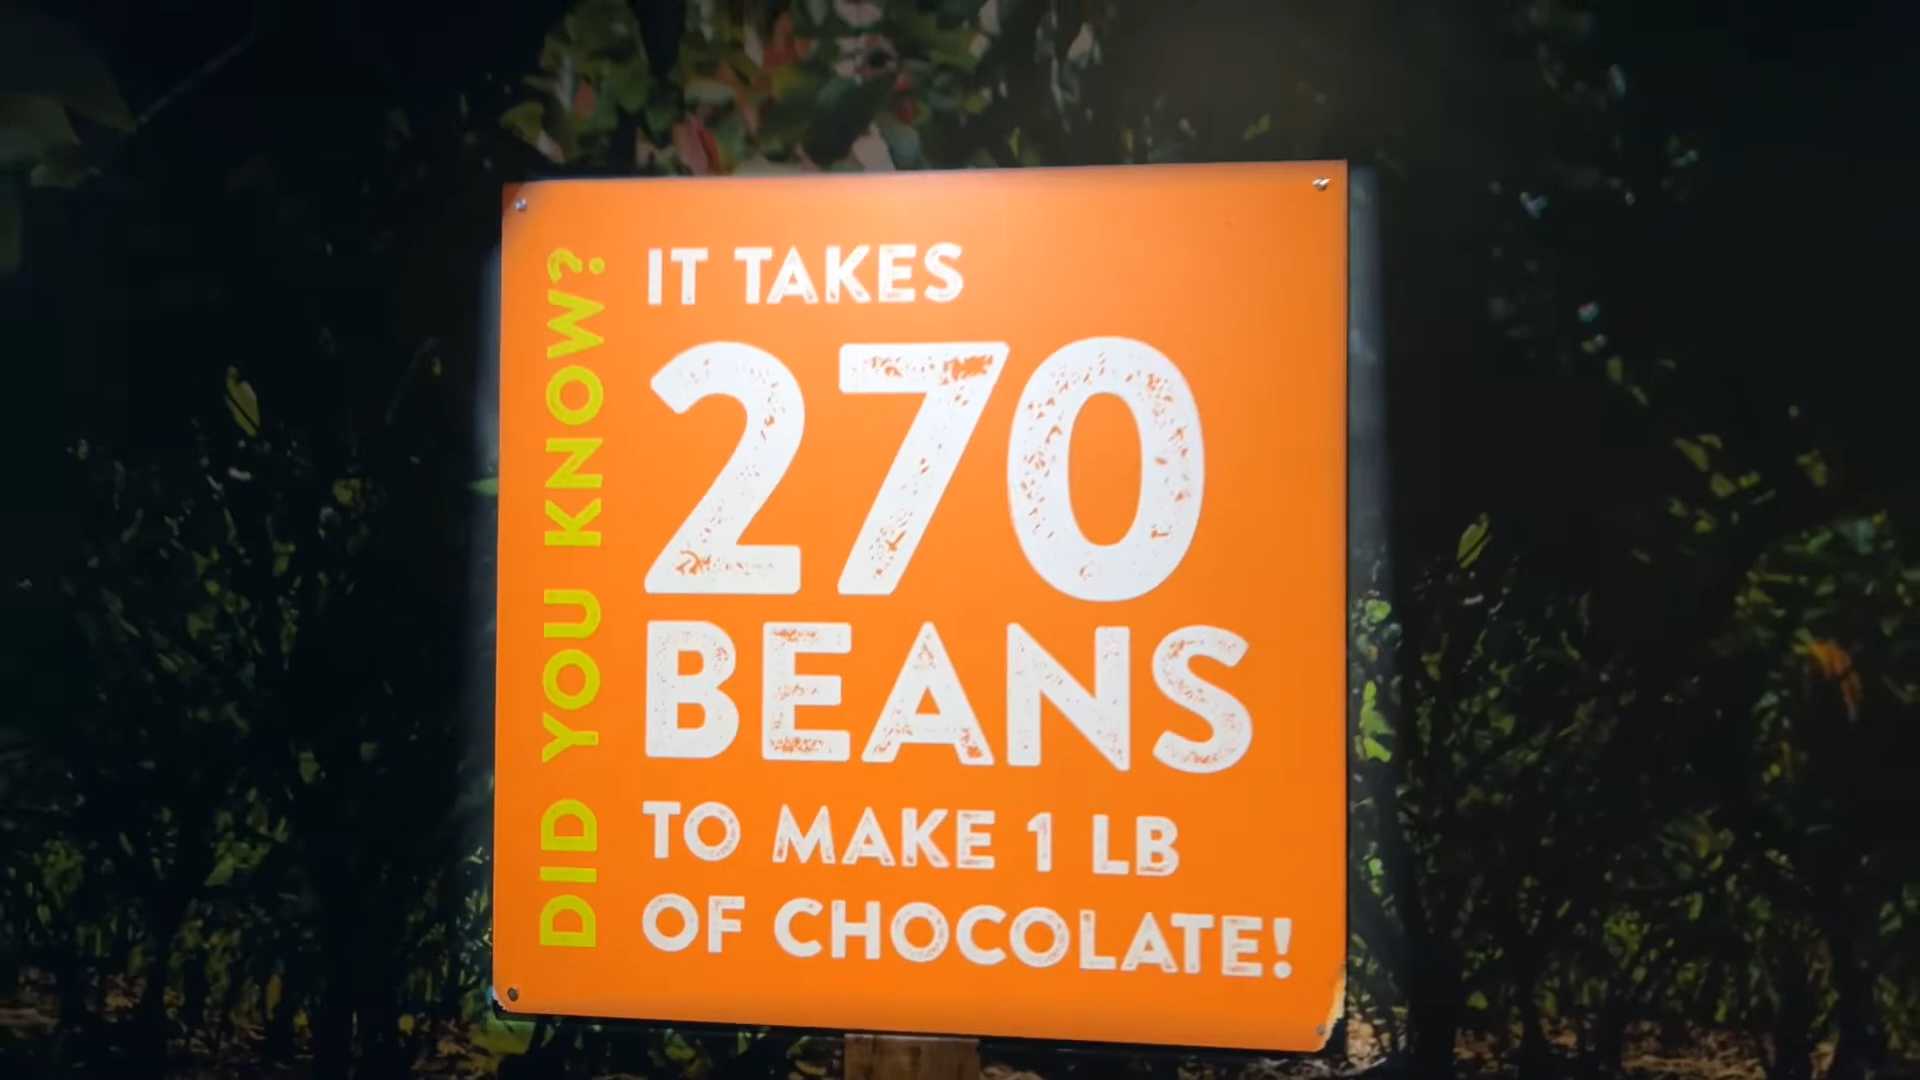 DID YOU KNOW?
IT TAKES
270
BEANS
TO MAKE 1 LB
OF CHOCOLATE!